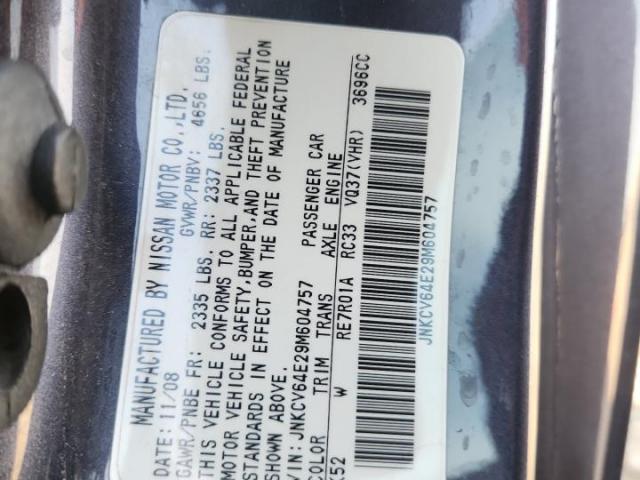 MANUFACTURED BY NISSAN MOTOR CO.,LTD.
DATE: 11/08 GVWR/PNBV: 4656 LBS.
GAWR/PNBE FR: 2335 LBS. RR: 2337 LBS.
THIS VEHICLE CONFORMS TO ALL APPLICABLE FEDERAL
MOTOR VEHICLE SAFETY,BUMPER,AND THEFT PREVENTION
STANDARDS IN EFFECT ON THE DATE OF MANUFACTURE
SHOWN ABOVE.
VIN: JNKCV64E29M604757 PASSENGER CAR
COLOR TRIM TRANS AXLE ENGINE
K52 W RE7R01A RC33 VQ37(VHR) 3696CC
JNKCV64E29M604757